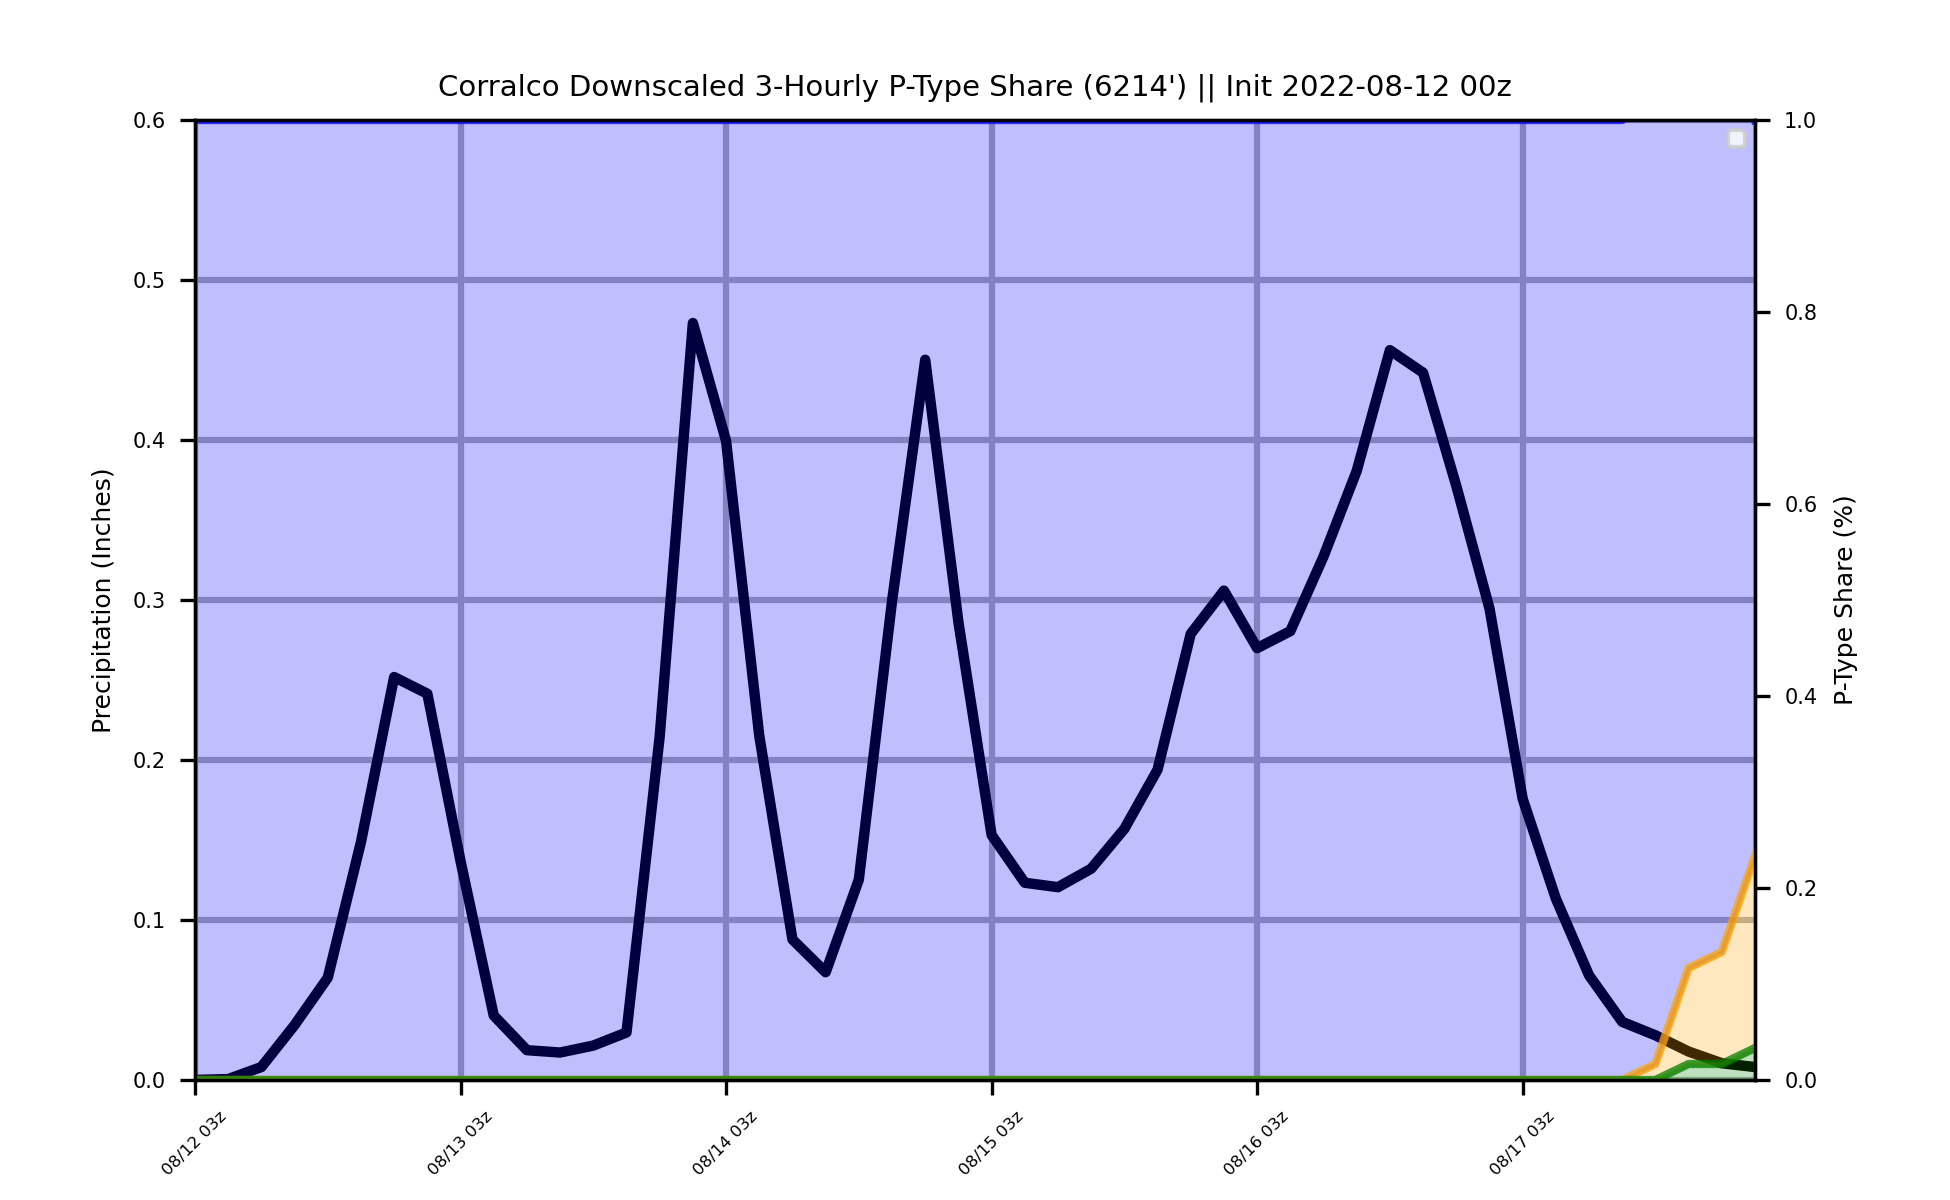 Corralco Downscaled 3-Hourly P-Type Share (6214') || Init 2022-08-12 00z
0.6
0.5
0.4
0.3
0.2
0.1
0.0
Precipitation (Inches)
1.0
0.8
0.6
0.4
0.2
0.0
P-Type Share (%)
08/12 03z
08/13 03z
08/14 03z
08/15 03z
08/16 03z
08/17 03z